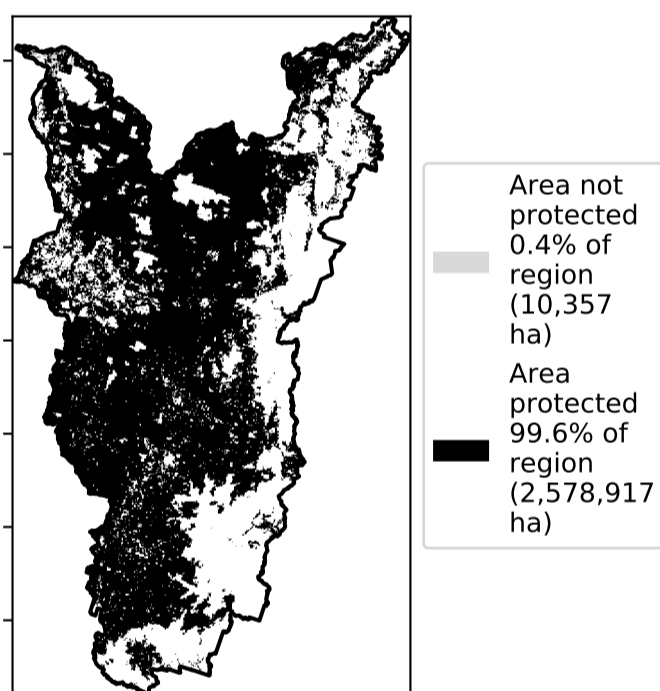 Area not
protected
0.4% of
region
(10,357
ha)
Area
protected
99.6% of
region
(2,578,917
ha)